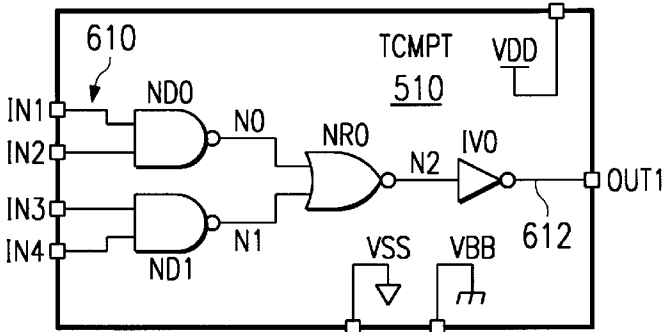 610
TCMPT
510
VDD
IN1
ND0
N0
NR0
IV0
IN2
N2
OUT1
IN3
N1
612
IN4
ND1
VSS
VBB